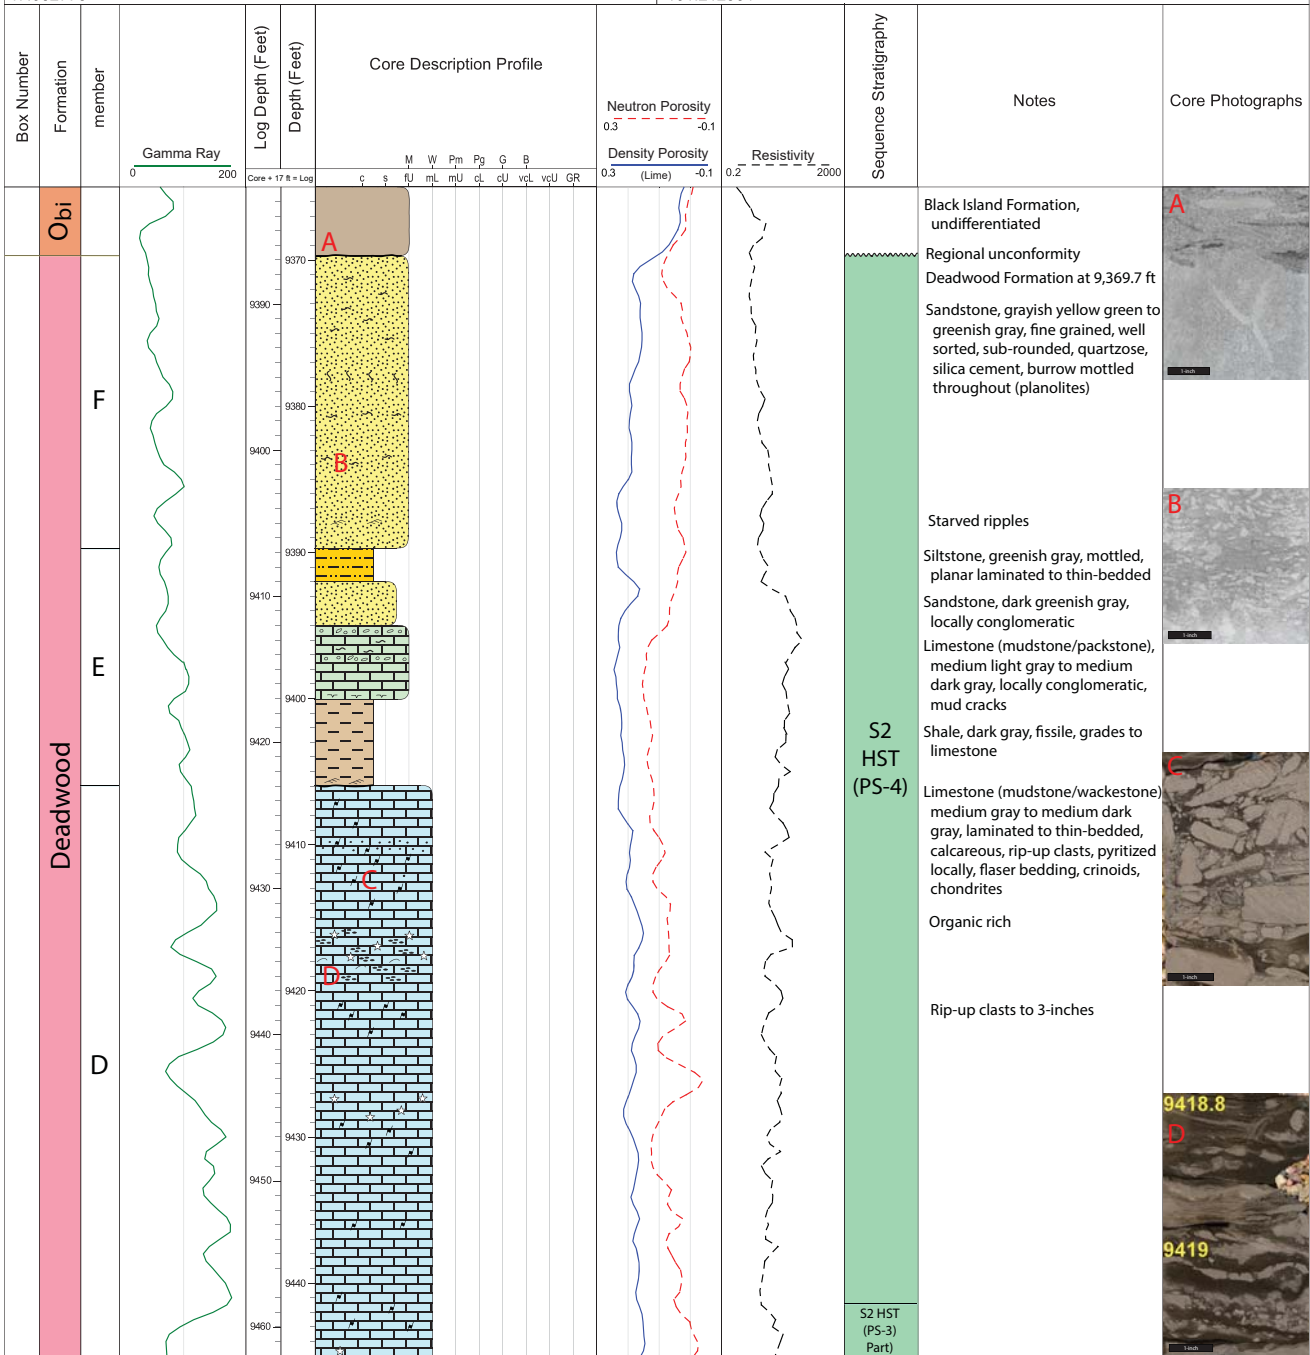 Box Number
Formation
member
Gamma Ray
0 200
Log Depth (Feet)
Depth (Feet)
Core + 17 ft = Log
Core Description Profile
M W Pm Pg G B
c s fU mL mU cL cU vcL vcU GR
Neutron Porosity
0.3 -0.1
Density Porosity
0.3 (Lime) -0.1
Resistivity
0.2 2000
Sequence Stratigraphy
Notes
Core Photographs
Obi
Deadwood
F
E
D
9390
9400
9410
9420
9430
9440
9450
9460
9370
9380
9390
9400
9410
9420
9430
9440
A
B
C
D
S2
HST
(PS-4)
S2 HST
(PS-3)
Part)
Black Island Formation,
undifferentiated
Regional unconformity
Deadwood Formation at 9,369.7 ft
Sandstone, grayish yellow green to
greenish gray, fine grained, well
sorted, sub-rounded, quartzose,
silica cement, burrow mottled
throughout (planolites)
Starved ripples
Siltstone, greenish gray, mottled,
planar laminated to thin-bedded
Sandstone, dark greenish gray,
locally conglomeratic
Limestone (mudstone/packstone),
medium light gray to medium
dark gray, locally conglomeratic,
mud cracks
Shale, dark gray, fissile, grades to
limestone
Limestone (mudstone/wackestone)
medium gray to medium dark
gray, laminated to thin-bedded,
calcareous, rip-up clasts, pyritized
locally, flaser bedding, crinoids,
chondrites
Organic rich
Rip-up clasts to 3-inches
A
1-inch
B
1-inch
C
1-inch
9418.8
D
9419
1-inch